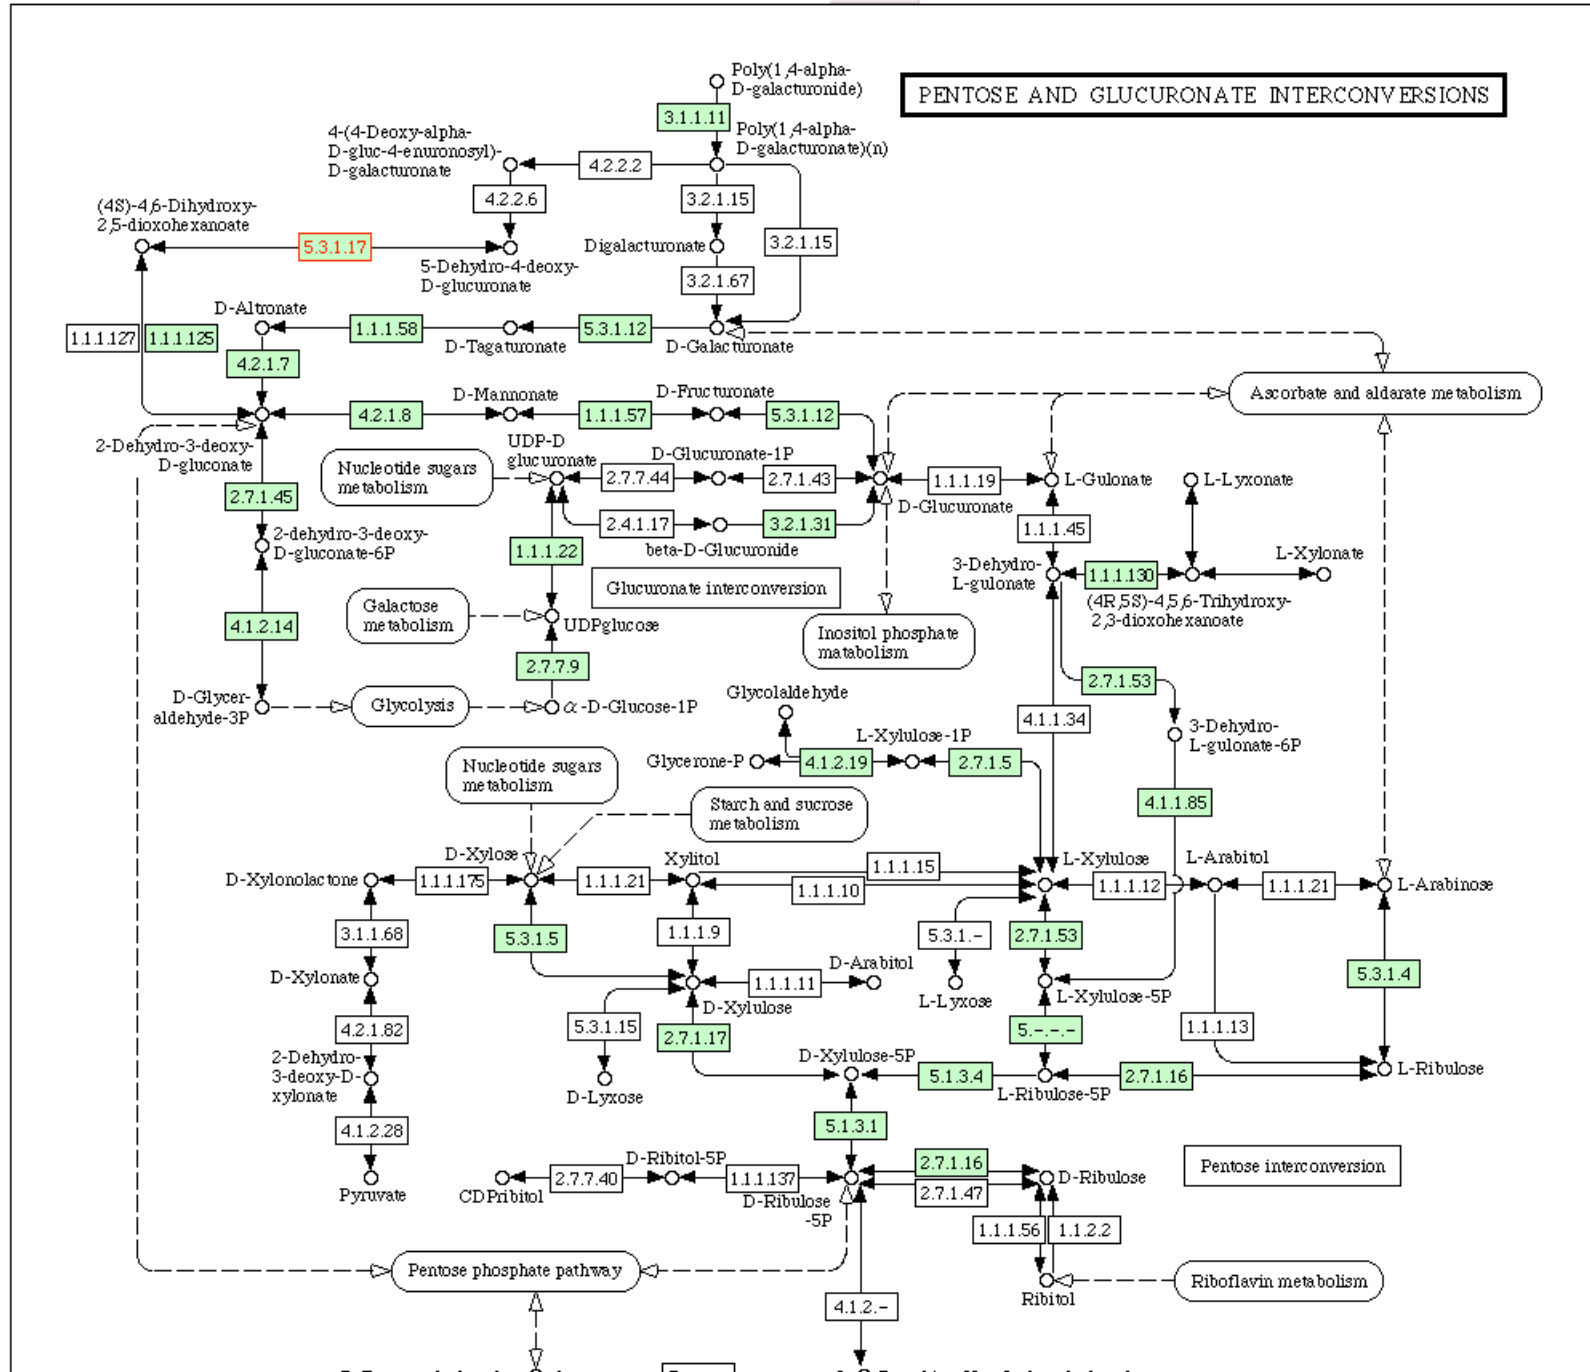 PENTOSE AND GLUCURONATE INTERCONVERSIONS
Poly(1,4-alpha-
D-galacturonide)
3.1.1.11
Poly(1,4-alpha-
D-galacturonate)(n)
4-(4-Deoxy-alpha-
D-gluc-4-enuronosyl)-
D-galacturonate
4.2.2.2
4.2.2.6
3.2.1.15
3.2.1.15
(4S)-4,6-Dihydroxy-
2,5-dioxohexanoate
5.3.1.17
5-Dehydro-4-deoxy-
D-glucuronate
Digalacturonate
3.2.1.67
D-Altronate
1.1.1.127
1.1.1.125
1.1.1.58
D-Tagaturonate
5.3.1.12
D-Galacturonate
4.2.1.7
Ascorbate and aldarate metabolism
4.2.1.8
D-Mannonate
1.1.1.57
D-Fructuronate
5.3.1.12
2-Dehydro-3-deoxy-
D-gluconate
Nucleotide sugars
metabolism
UDP-D
glucuronate
2.7.7.44
D-Glucuronate-1P
2.7.1.43
D-Glucuronate
1.1.1.19
L-Gulonate
L-Lyxonate
2.7.1.45
2.4.1.17
beta-D-Glucuronide
3.2.1.31
1.1.1.45
2-dehydro-3-deoxy-
D-gluconate-6P
1.1.1.22
Glucuronate interconversion
3-Dehydro-
L-gulonate
1.1.1.130
(4R,5S)-4,5,6-Trihydroxy-
2,3-dioxohexanoate
L-Xylonate
4.1.2.14
Galactose
metabolism
UDPglucose
Inositol phosphate
matabolism
2.7.7.9
2.7.1.53
D-Glycer-
aldehyde-3P
Glycolysis
α-D-Glucose-1P
Glycolaldehyde
4.1.1.34
3-Dehydro-
L-gulonate-6P
Glycerone-P
4.1.2.19
L-Xylulose-1P
2.7.1.5
Nucleotide sugars
metabolism
Starch and sucrose
metabolism
4.1.1.85
D-Xylonolactone
1.1.1.175
D-Xylose
1.1.1.21
Xylitol
1.1.1.15
1.1.1.10
L-Xylulose
1.1.1.12
L-Arabitol
1.1.1.21
L-Arabinose
3.1.1.68
5.3.1.5
1.1.1.9
5.3.1.-
2.7.1.53
D-Xylonate
D-Xylulose
1.1.1.11
D-Arabitol
L-Lyxose
L-Xylulose-5P
5.3.1.4
4.2.1.82
5.3.1.15
2.7.1.17
5.-.-.-
1.1.1.13
2-Dehydro-
3-deoxy-D-
xylonate
D-Lyxose
D-Xylulose-5P
5.1.3.4
L-Ribulose-5P
2.7.1.16
L-Ribulose
4.1.2.28
5.1.3.1
Pyruvate
CDPribitol
2.7.7.40
D-Ribitol-5P
1.1.1.137
D-Ribulose
-5P
2.7.1.16
2.7.1.47
D-Ribulose
Pentose interconversion
1.1.1.56
1.1.2.2
Pentose phosphate pathway
Ribitol
Riboflavin metabolism
4.1.2.-